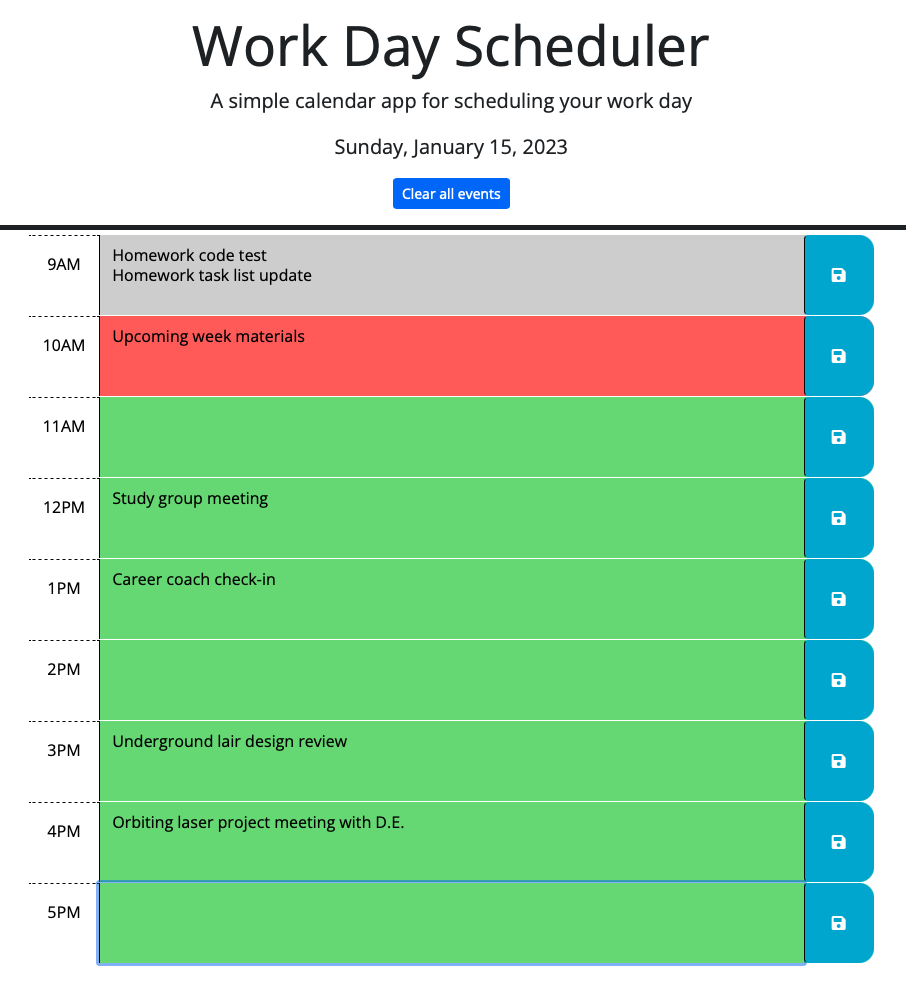 Work Day Scheduler
A simple calendar app for scheduling your work day
Sunday, January 15, 2023
Clear all events
9AM
Homework code test
Homework task list update
10AM
Upcoming week materials
11AM
12PM
Study group meeting
1PM
Career coach check-in
2PM
3PM
Underground lair design review
4PM
Orbiting laser project meeting with D.E.
5PM